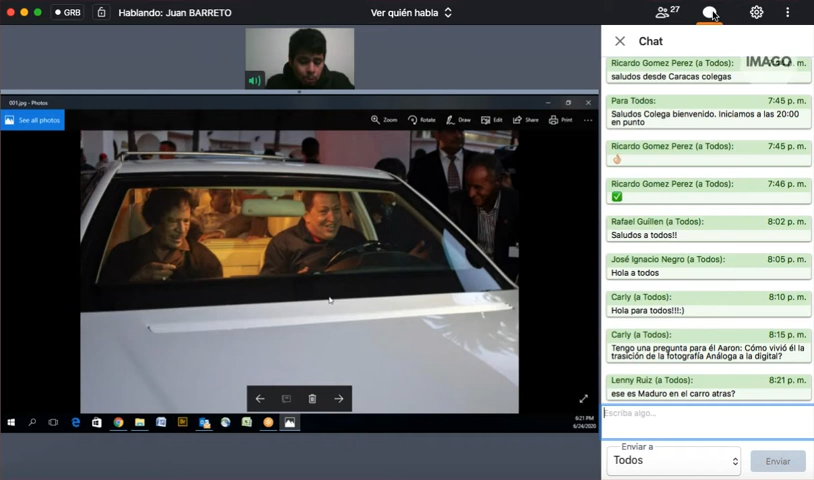 GRB
Hablando: Juan BARRETO
Ver quién habla
27
Chat
IMAGO
Ricardo Gomez Perez (a Todos):
saludos desde Caracas colegas
Para Todos: 7:45 p. m.
Saludos Colega bienvenido. Iniciamos a las 20:00
en punto
Ricardo Gomez Perez (a Todos): 7:45 p. m.
👌🏼
Ricardo Gomez Perez (a Todos): 7:46 p. m.
✅
Rafael Guillen (a Todos): 8:02 p. m.
Saludos a todos!!
José Ignacio Negro (a Todos): 8:05 p. m.
Hola a todos
Carly (a Todos): 8:10 p. m.
Hola para todos!!!:)
Carly (a Todos): 8:15 p. m.
Tengo una pregunta para él Aaron: Cómo vivió él la
trasición de la fotografía Análoga a la digital?
Lenny Ruiz (a Todos): 8:21 p. m.
ese es Maduro en el carro atras?
Escriba algo...
Enviar a
Todos
Enviar
001.jpg - Photos
See all photos
Zoom
Rotate
Draw
Edit
Share
Print
8:21 PM
6/24/2020